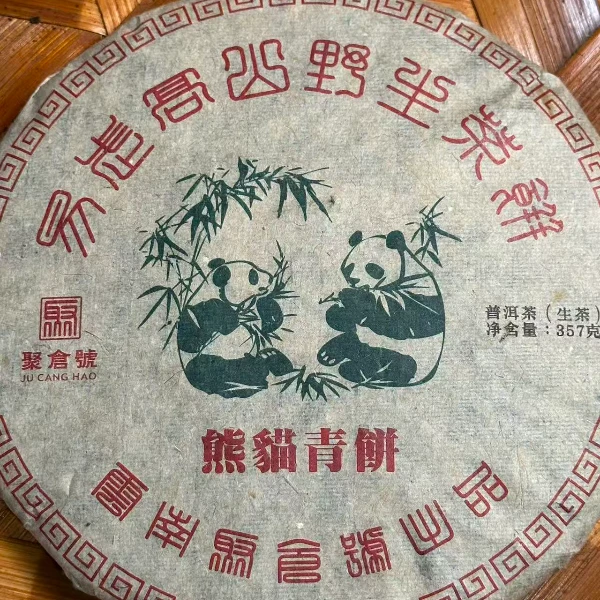 易武高山野生茶餅
聚
聚倉號
JU CANG HAO
普洱茶（生茶）
净含量：357克
熊貓青餅
雲南聚倉號出品